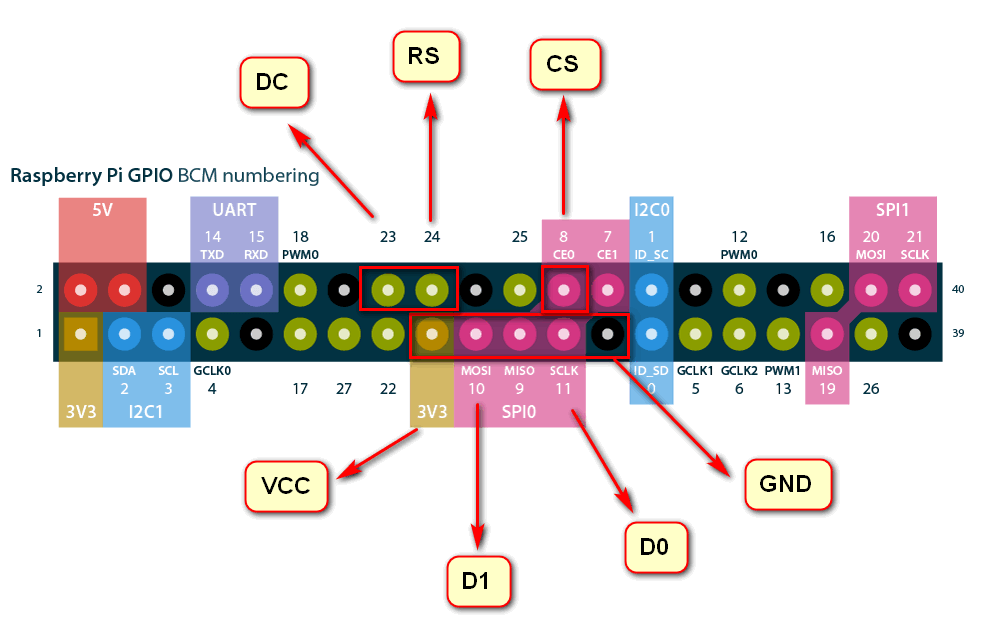 RS
CS
DC
Raspberry Pi GPIO BCM numbering
5V UART I2C0 SPI1
14 15 18 23 24 25 8 7 1 12 16 20 21
TXD RXD PWM0 CE0 CE1 ID_SC PWM0 MOSI SCLK
2 40
1 39
SDA SCL GCLK0 MOSI MISO SCLK ID_SD GCLK1 GCLK2 PWM1 MISO
2 3 4 17 27 22 10 9 11 0 5 6 13 19 26
3V3 I2C1 3V3 SPI0
VCC
GND
D0
D1